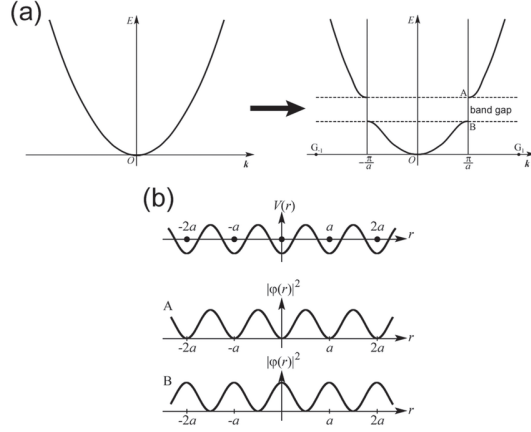 (a)
E
E
A
band gap
B
O
k
G-1
-π/a
O
π/a
G1
k
(b)
V(r)
-2a
-a
a
2a
r
A
|φ(r)|²
-2a
-a
a
2a
r
B
|φ(r)|²
-2a
-a
a
2a
r